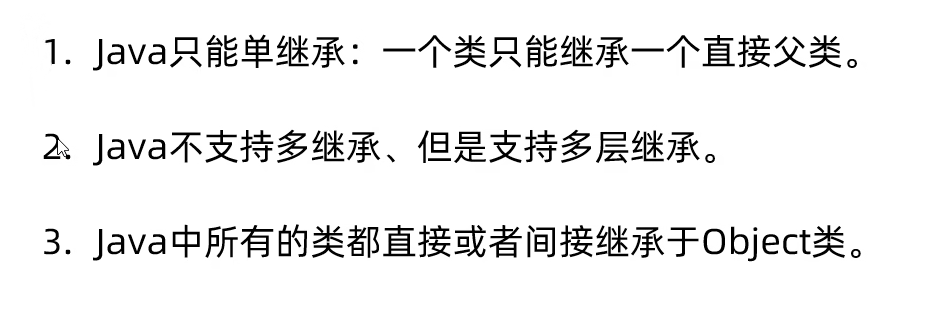 1. Java只能单继承：一个类只能继承一个直接父类。
2. Java不支持多继承、但是支持多层继承。
3. Java中所有的类都直接或者间接继承于Object类。